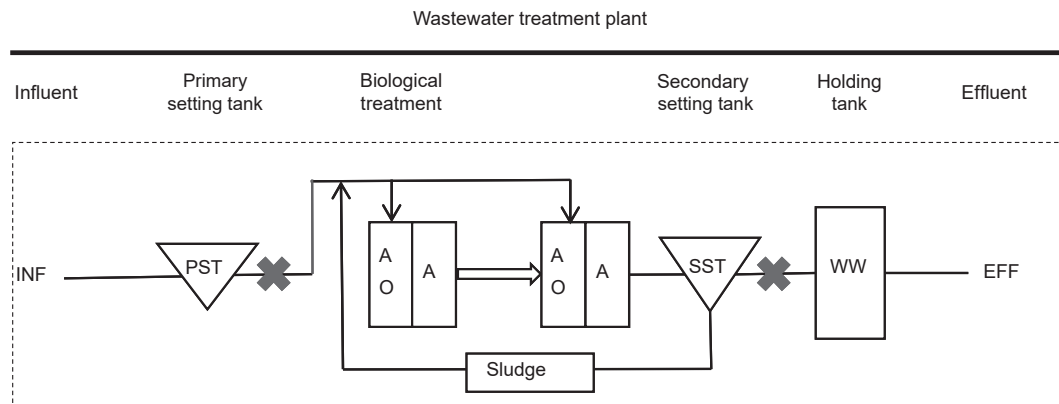 Wastewater treatment plant
Influent
Primary
setting tank
Biological
treatment
Secondary
setting tank
Holding
tank
Effluent
INF
PST
A
O
A
A
O
A
SST
WW
EFF
Sludge